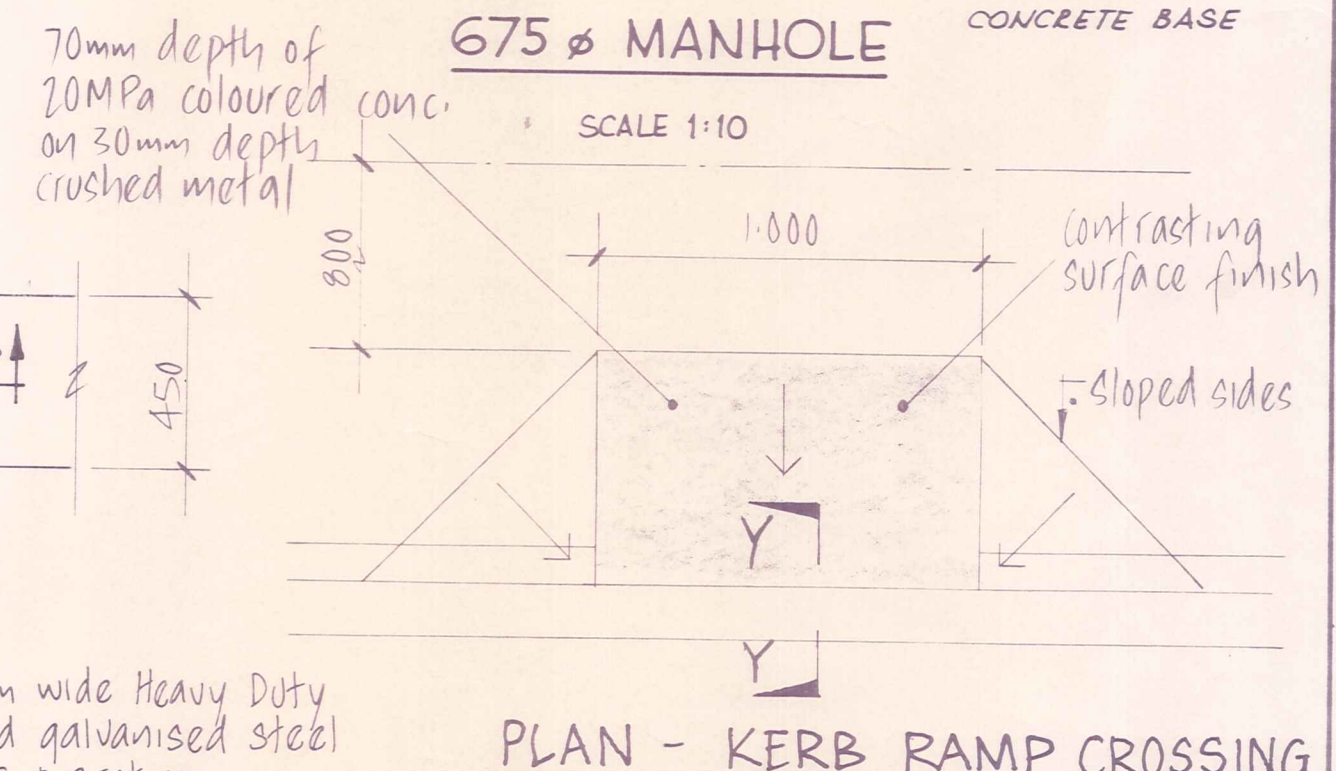 70mm depth of
20MPa coloured conc.
on 30mm depth
crushed metal
675 ø MANHOLE
SCALE 1:10
CONCRETE BASE
800
1.000
contrasting
surface finish
sloped sides
450
Y
Y
wide Heavy Duty
galvanised steel
PLAN - KERB RAMP CROSSING